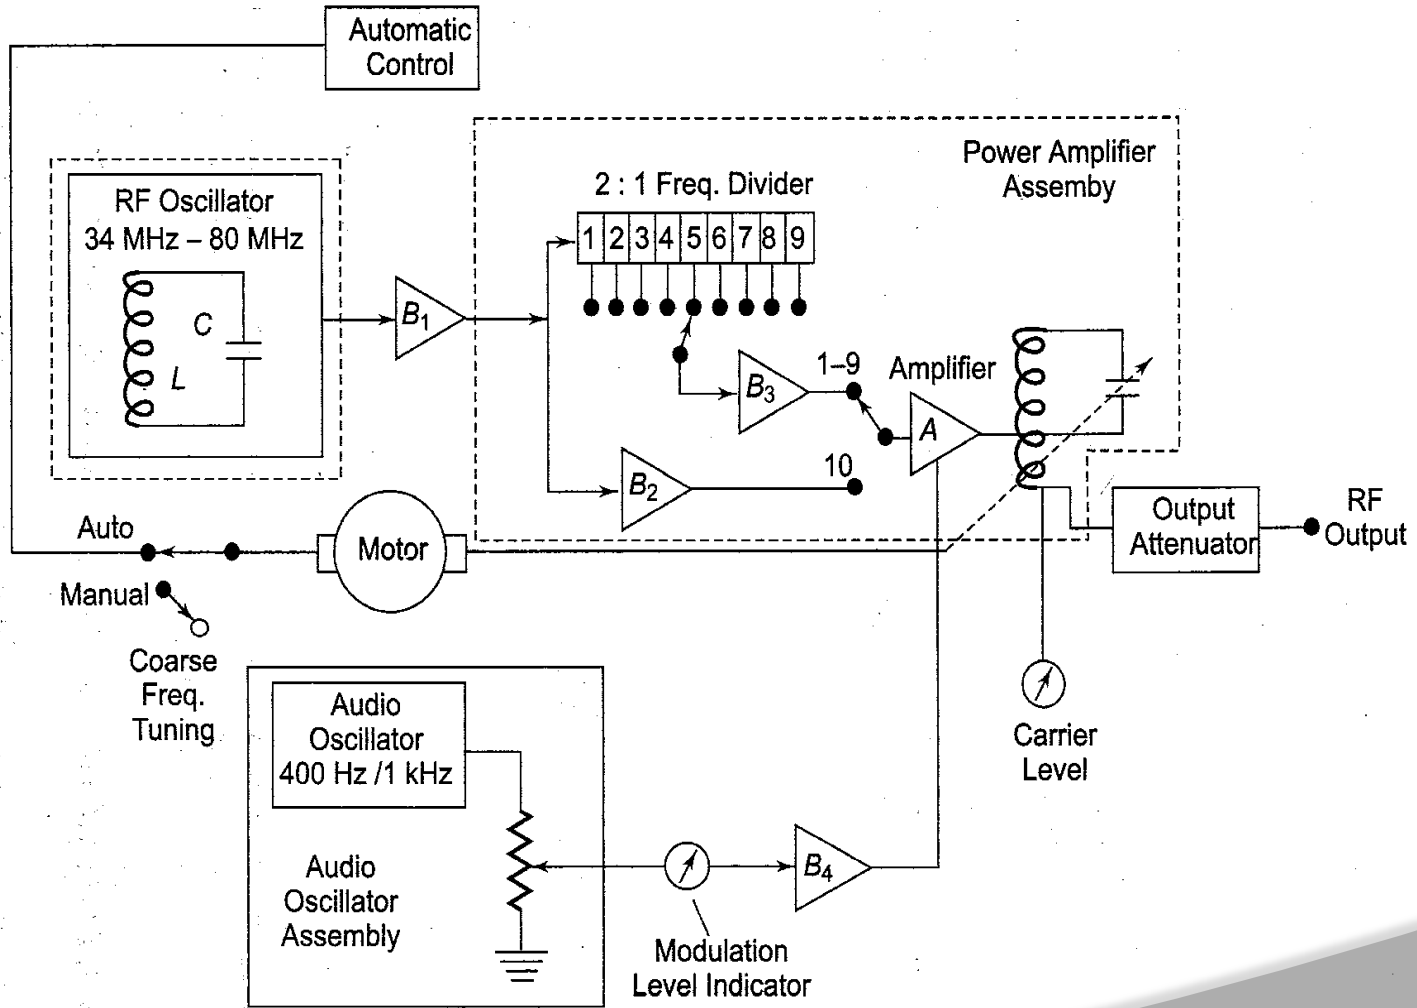 Automatic
Control
Power Amplifier
Assemby
2 : 1 Freq. Divider
1 2 3 4 5 6 7 8 9
RF Oscillator
34 MHz – 80 MHz
C
L
B1
B3
1–9
Amplifier
A
B2
10
Auto
Manual
Coarse
Freq.
Tuning
Motor
Output
Attenuator
RF
Output
Carrier
Level
Audio
Oscillator
400 Hz /1 kHz
Audio
Oscillator
Assembly
B4
Modulation
Level Indicator